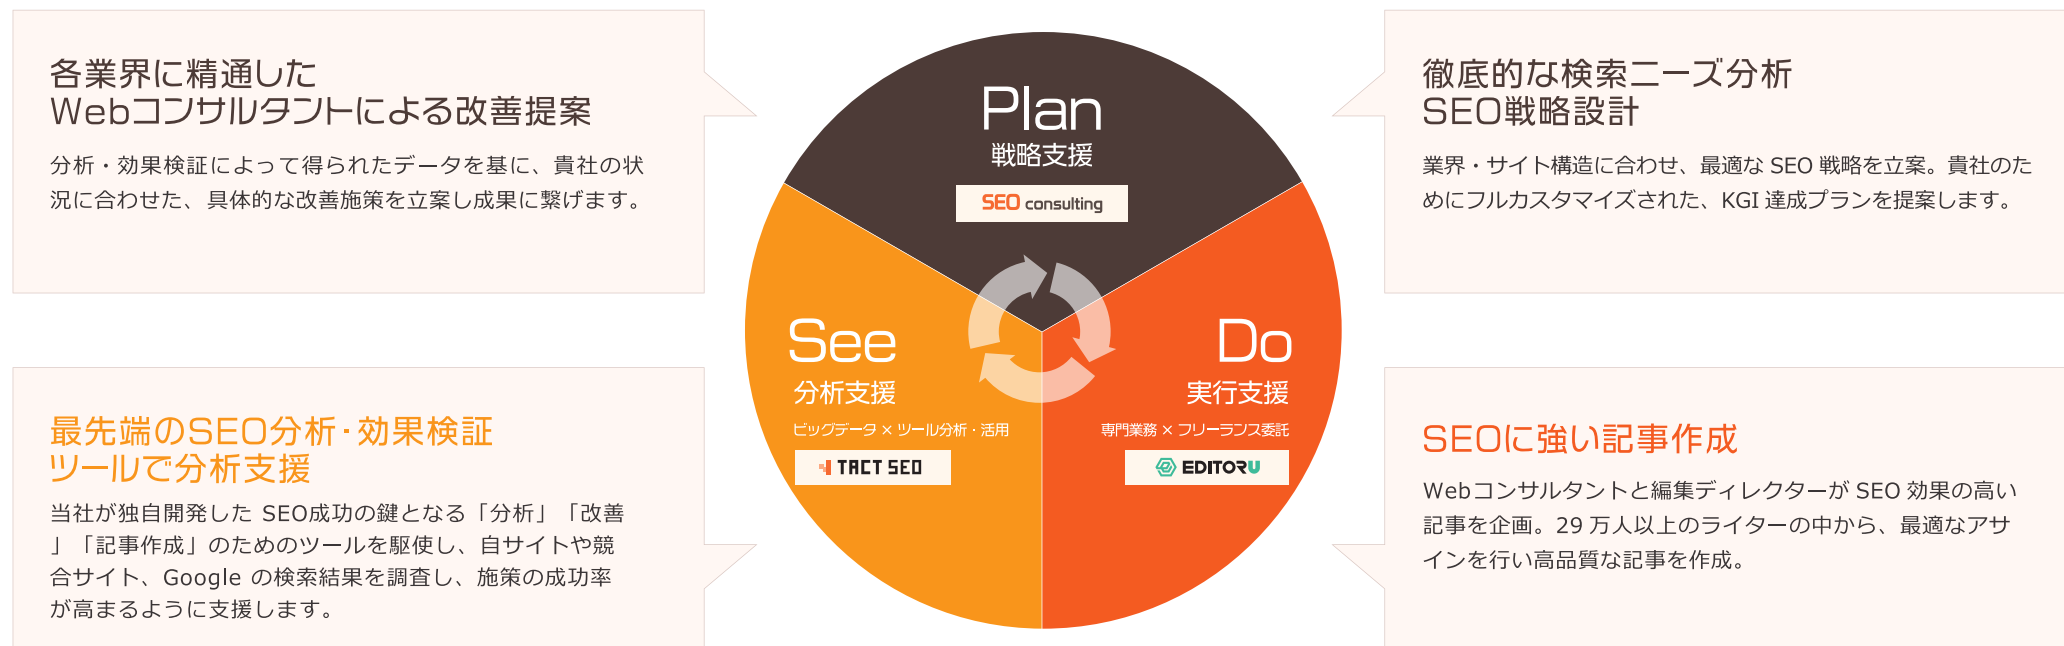 各業界に精通した
Webコンサルタントによる改善提案
分析・効果検証によって得られたデータを基に、貴社の状
況に合わせた、具体的な改善施策を立案し成果に繋げます。
最先端のSEO分析・効果検証
ツールで分析支援
当社が独自開発した SEO成功の鍵となる「分析」「改善
」「記事作成」のためのツールを駆使し、自サイトや競
合サイト、Google の検索結果を調査し、施策の成功率
が高まるように支援します。
Plan
戦略支援
SEO consulting
See
分析支援
ビッグデータ × ツール分析・活用
TACT SEO
Do
実行支援
専門業務 × フリーランス委託
EDITORU
徹底的な検索ニーズ分析
SEO戦略設計
業界・サイト構造に合わせ、最適な SEO 戦略を立案。貴社のた
めにフルカスタマイズされた、KGI 達成プランを提案します。
SEOに強い記事作成
Webコンサルタントと編集ディレクターが SEO 効果の高い
記事を企画。29 万人以上のライターの中から、最適なアサ
インを行い高品質な記事を作成。